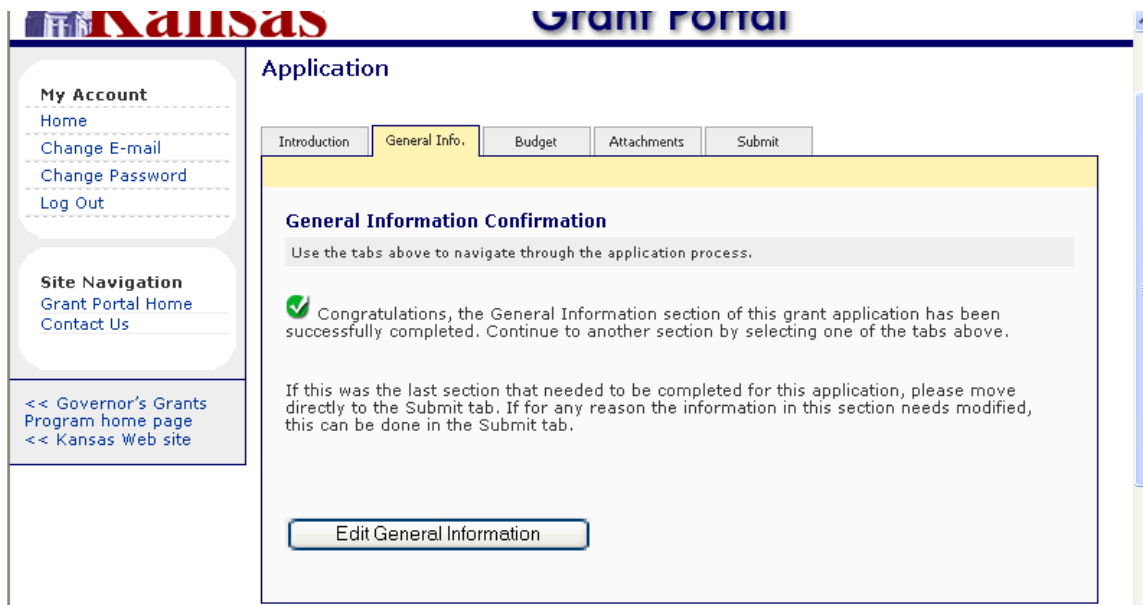 Kansas
Grant Portal
My Account
Home
Change E-mail
Change Password
Log Out
Site Navigation
Grant Portal Home
Contact Us
<< Governor's Grants
Program home page
<< Kansas Web site
Application
Introduction
General Info.
Budget
Attachments
Submit
General Information Confirmation
Use the tabs above to navigate through the application process.
Congratulations, the General Information section of this grant application has been
successfully completed. Continue to another section by selecting one of the tabs above.
If this was the last section that needed to be completed for this application, please move
directly to the Submit tab. If for any reason the information in this section needs modified,
this can be done in the Submit tab.
Edit General Information